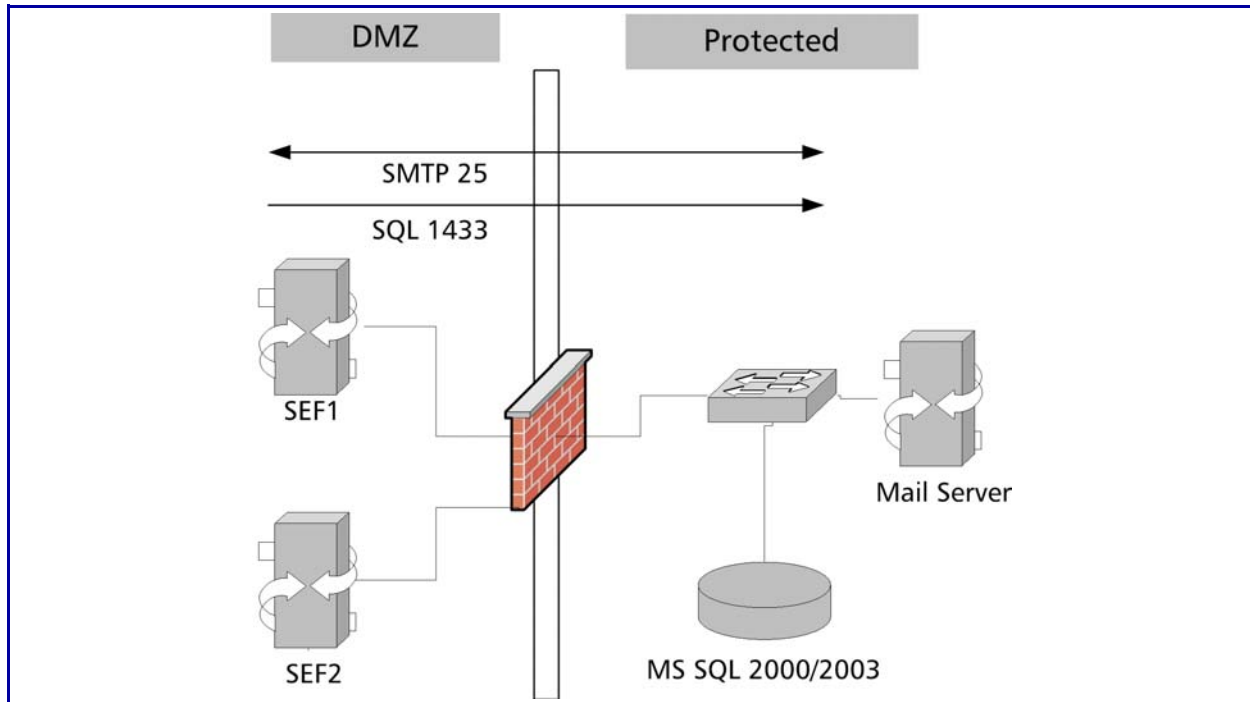 DMZ
Protected
SMTP 25
SQL 1433
SEF1
Mail Server
SEF2
MS SQL 2000/2003